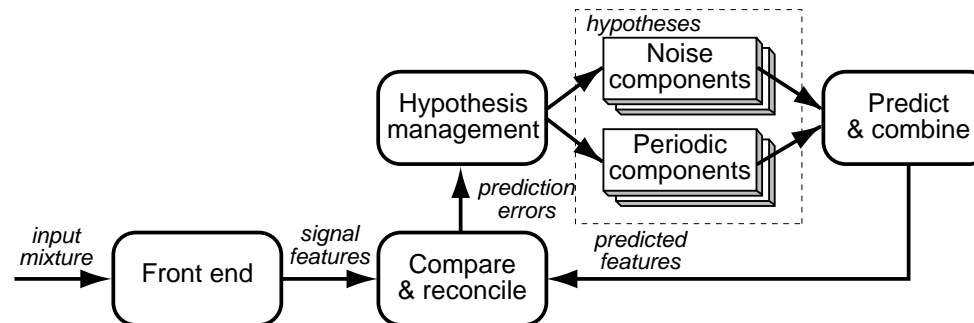 hypotheses
Noise
components
Hypothesis
management
Predict
& combine
Periodic
components
prediction
errors
input
mixture
signal
features
predicted
features
Front end
Compare
& reconcile